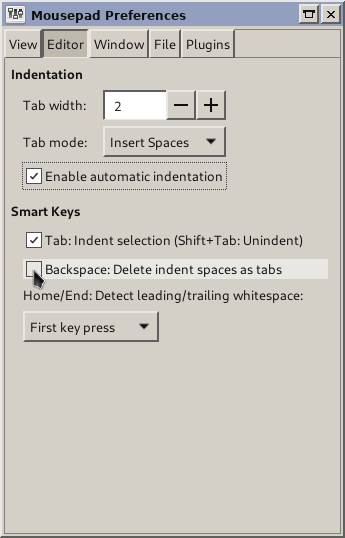 Mousepad Preferences
View Editor Window File Plugins
Indentation
Tab width: 2
Tab mode: Insert Spaces
Enable automatic indentation
Smart Keys
Tab: Indent selection (Shift+Tab: Unindent)
Backspace: Delete indent spaces as tabs
Home/End: Detect leading/trailing whitespace:
First key press